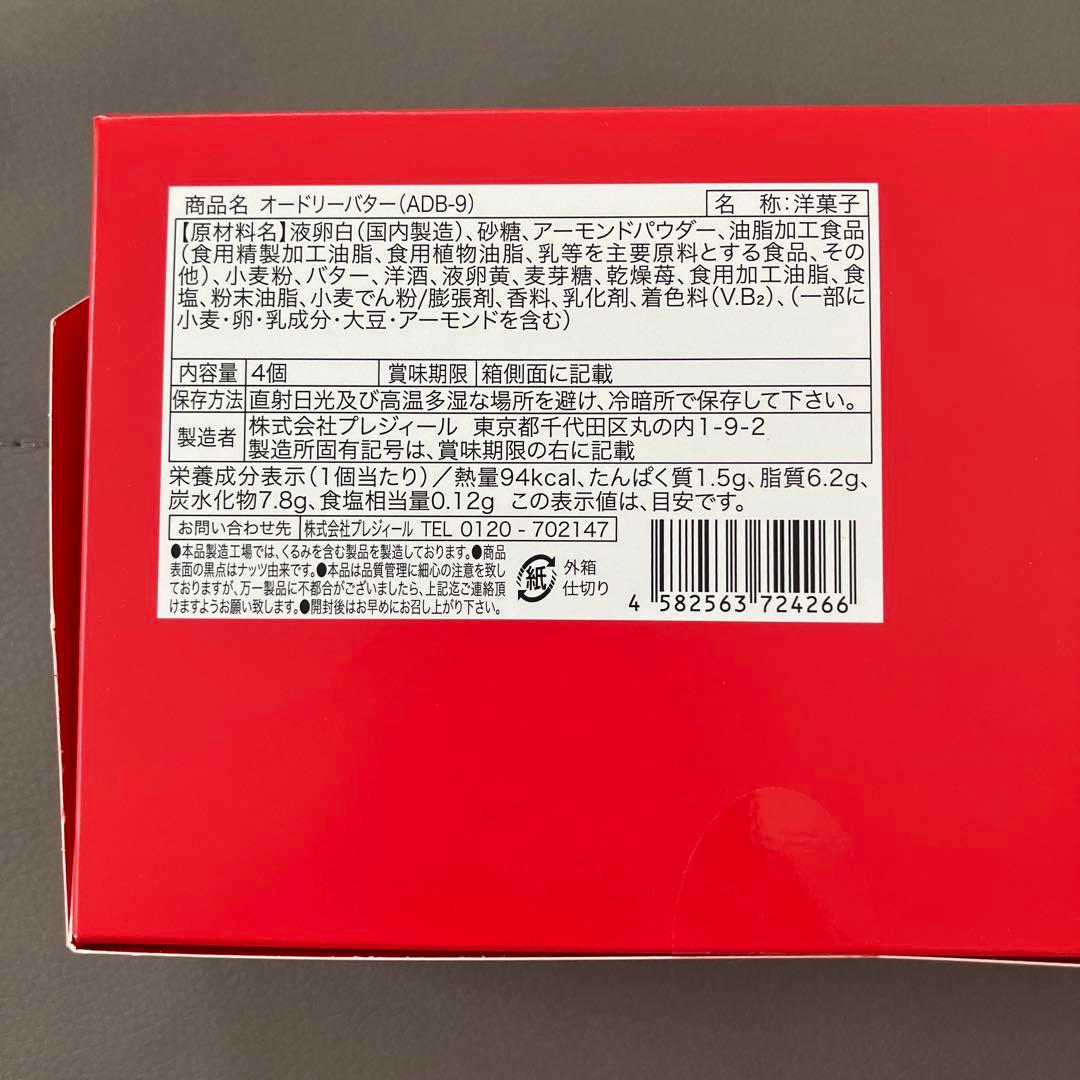 商品名 オードリーバター(ADB-9) 名 称:洋菓子
【原材料名】液卵白(国内製造)、砂糖、アーモンドパウダー、油脂加工食品
(食用精製加工油脂、食用植物油脂、乳等を主要原料とする食品、その
他)、小麦粉、バター、洋酒、液卵黄、麦芽糖、乾燥苺、食用加工油脂、食
塩、粉末油脂、小麦でん粉/膨張剤、香料、乳化剤、着色料(V.B₂)、(一部に
小麦・卵・乳成分・大豆・アーモンドを含む)
内容量 4個 賞味期限 箱側面に記載
保存方法 直射日光及び高温多湿な場所を避け、冷暗所で保存して下さい。
製造者 株式会社プレジィール 東京都千代田区丸の内1-9-2
製造所固有記号は、賞味期限の右に記載
栄養成分表示(1個当たり)/熱量94kcal、たんぱく質1.5g、脂質6.2g、
炭水化物7.8g、食塩相当量0.12g この表示値は、目安です。
お問い合わせ先 株式会社プレジィール TEL 0120-702147
●本品製造工場では、くるみを含む製品を製造しております。●商品
表面の黒点はナッツ由来です。●本品は品質管理に細心の注意を致し
ておりますが、万一製品に不都合がございましたら、上記迄ご連絡頂
けますようお願い致します。●開封後はお早めにお召し上がり下さい。
紙 外箱
仕切り
4 582563 724266